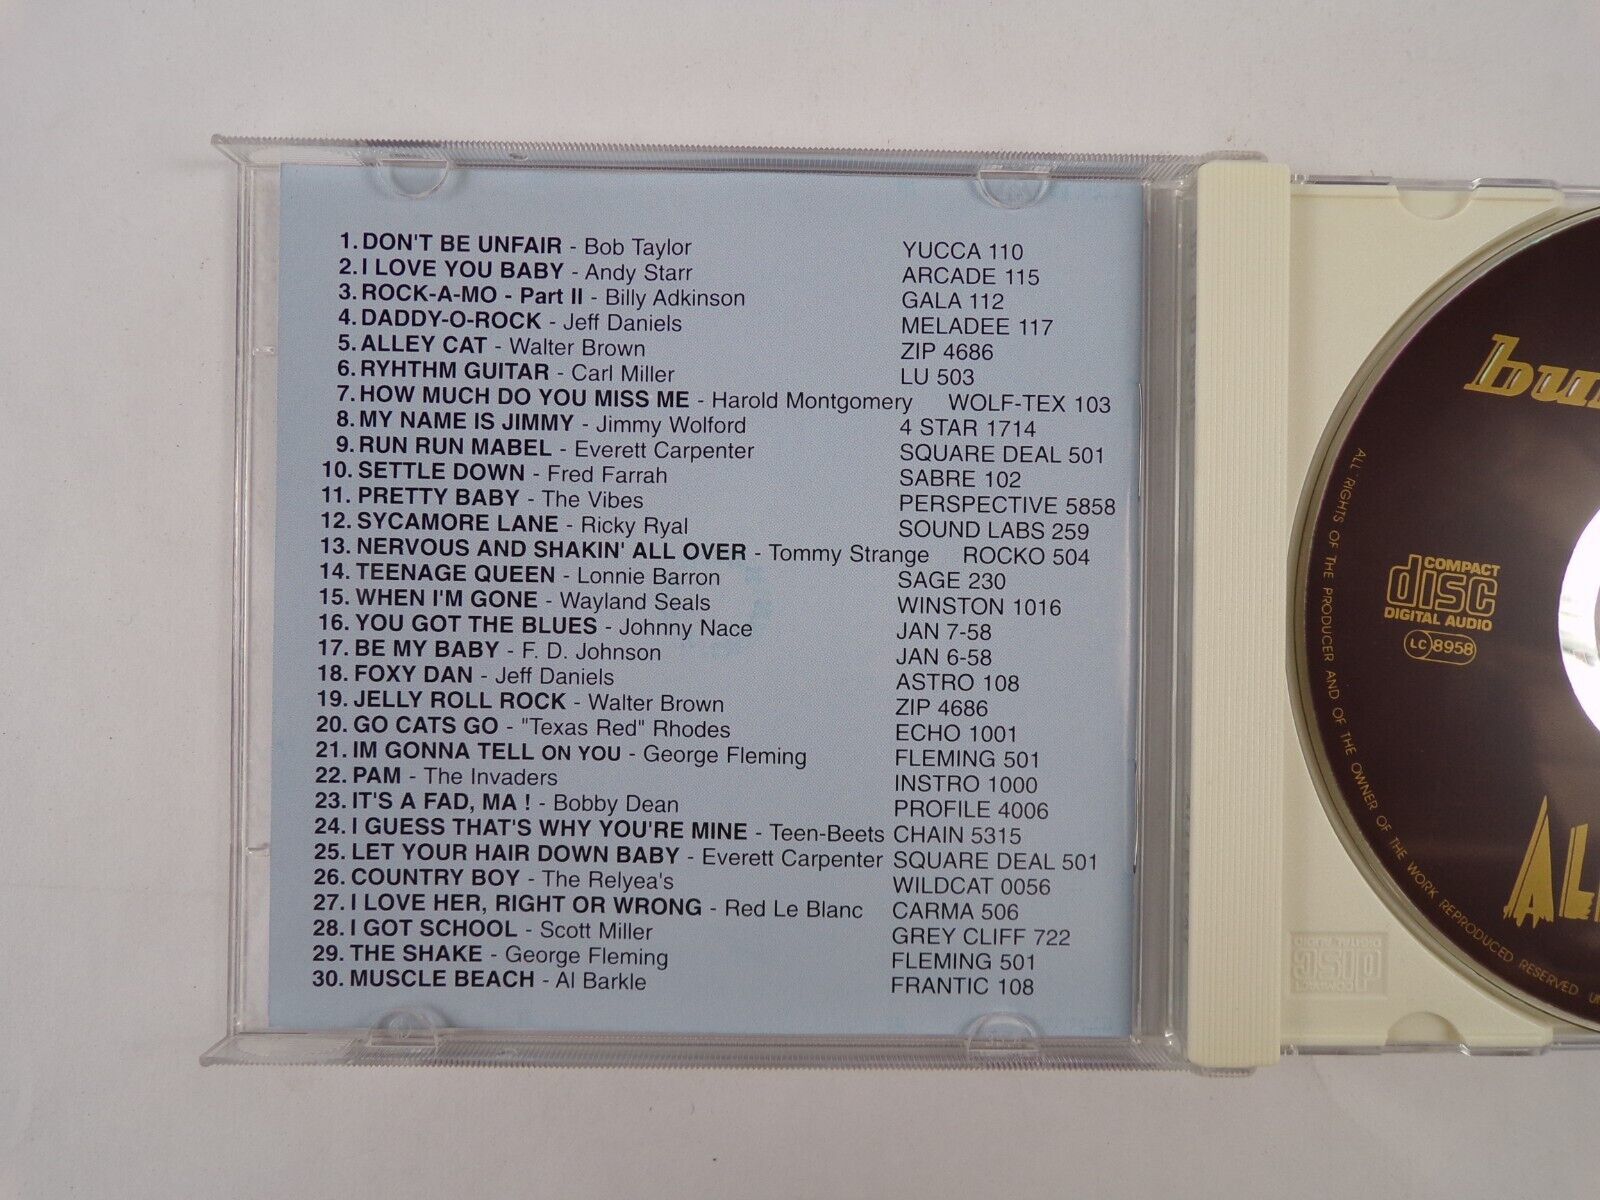 1. DON'T BE UNFAIR - Bob Taylor YUCCA 110
2. I LOVE YOU BABY - Andy Starr ARCADE 115
3. ROCK-A-MO - Part II - Billy Adkinson GALA 112
4. DADDY-O-ROCK - Jeff Daniels MELADEE 117
5. ALLEY CAT - Walter Brown ZIP 4686
6. RYHTHM GUITAR - Carl Miller LU 503
7. HOW MUCH DO YOU MISS ME - Harold Montgomery WOLF-TEX 103
8. MY NAME IS JIMMY - Jimmy Wolford 4 STAR 1714
9. RUN RUN MABEL - Everett Carpenter SQUARE DEAL 501
10. SETTLE DOWN - Fred Farrah SABRE 102
11. PRETTY BABY - The Vibes PERSPECTIVE 5858
12. SYCAMORE LANE - Ricky Ryal SOUND LABS 259
13. NERVOUS AND SHAKIN' ALL OVER - Tommy Strange ROCKO 504
14. TEENAGE QUEEN - Lonnie Barron SAGE 230
15. WHEN I'M GONE - Wayland Seals WINSTON 1016
16. YOU GOT THE BLUES - Johnny Nace JAN 7-58
17. BE MY BABY - F. D. Johnson JAN 6-58
18. FOXY DAN - Jeff Daniels ASTRO 108
19. JELLY ROLL ROCK - Walter Brown ZIP 4686
20. GO CATS GO - "Texas Red" Rhodes ECHO 1001
21. IM GONNA TELL ON YOU - George Fleming FLEMING 501
22. PAM - The Invaders INSTRO 1000
23. IT'S A FAD, MA ! - Bobby Dean PROFILE 4006
24. I GUESS THAT'S WHY YOU'RE MINE - Teen-Beets CHAIN 5315
25. LET YOUR HAIR DOWN BABY - Everett Carpenter SQUARE DEAL 501
26. COUNTRY BOY - The Relyea's WILDCAT 0056
27. I LOVE HER, RIGHT OR WRONG - Red Le Blanc CARMA 506
28. I GOT SCHOOL - Scott Miller GREY CLIFF 722
29. THE SHAKE - George Fleming FLEMING 501
30. MUSCLE BEACH - Al Barkle FRANTIC 108
COMPACT
disc
DIGITAL AUDIO
LC 8958
ALL RIGHTS OF THE PRODUCER AND OF THE OWNER OF THE WORK REPRODUCED RESERVED
COMPACT
disc
DIGITAL AUDIO